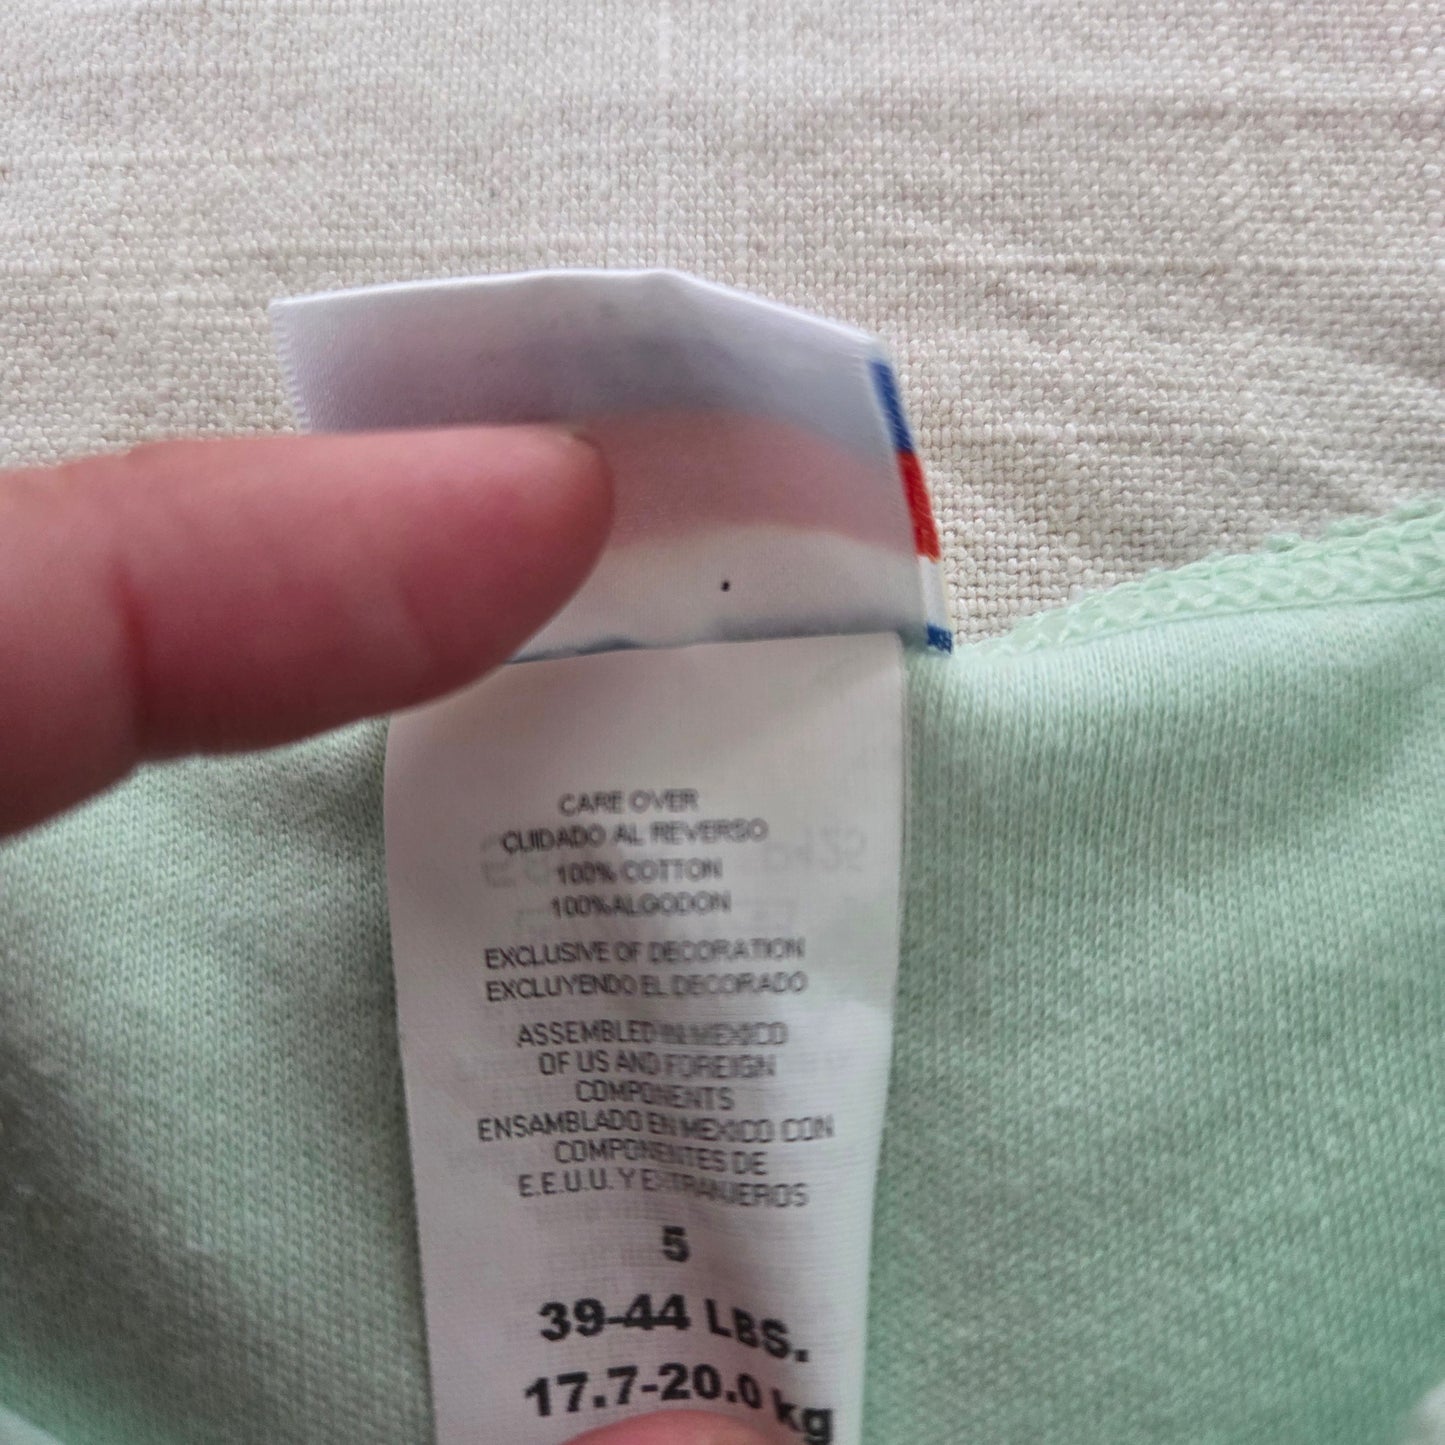 CARE OVER
CUIDADO AL REVERSO
100% COTTON
100%ALGODON
EXCLUSIVE OF DECORATION
EXCLUYENDO EL DECORADO
ASSEMBLED IN MEXICO
OF US AND FOREIGN
COMPONENTS
ENSAMBLADO EN MEXICO CON
COMPONENTES DE
E.E.U.U. Y EXTRANJEROS
5
39-44 LBS.
17.7-20.0 kg